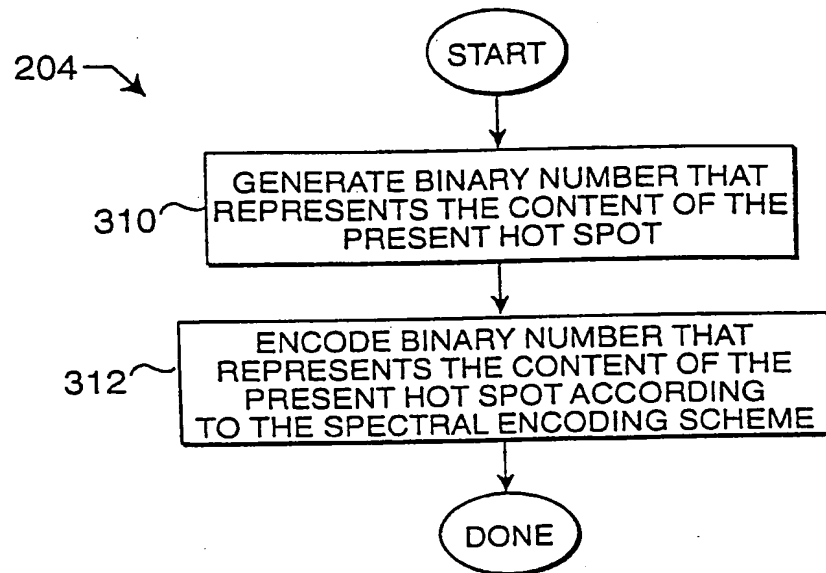 204
START
310
GENERATE BINARY NUMBER THAT
REPRESENTS THE CONTENT OF THE
PRESENT HOT SPOT.
312
ENCODE BINARY NUMBER THAT
REPRESENTS THE CONTENT OF THE
PRESENT HOT SPOT ACCORDING
TO THE SPECTRAL ENCODING SCHEME
DONE